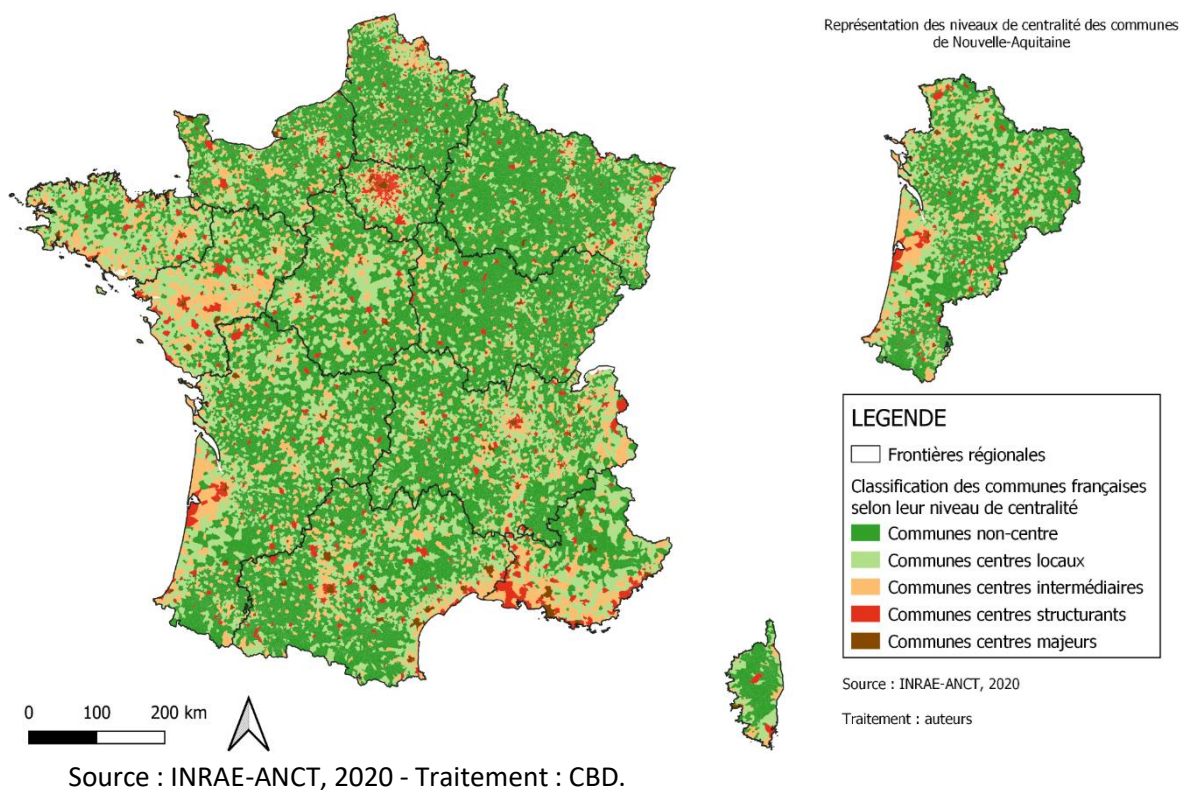 Représentation des niveaux de centralité des communes
de Nouvelle-Aquitaine
LEGENDE
Frontières régionales
Classification des communes françaises
selon leur niveau de centralité
Communes non-centre
Communes centres locaux
Communes centres intermédiaires
Communes centres structurants
Communes centres majeurs
Source : INRAE-ANCT, 2020
Traitement : auteurs
0 100 200 km
Source : INRAE-ANCT, 2020 - Traitement : CBD.